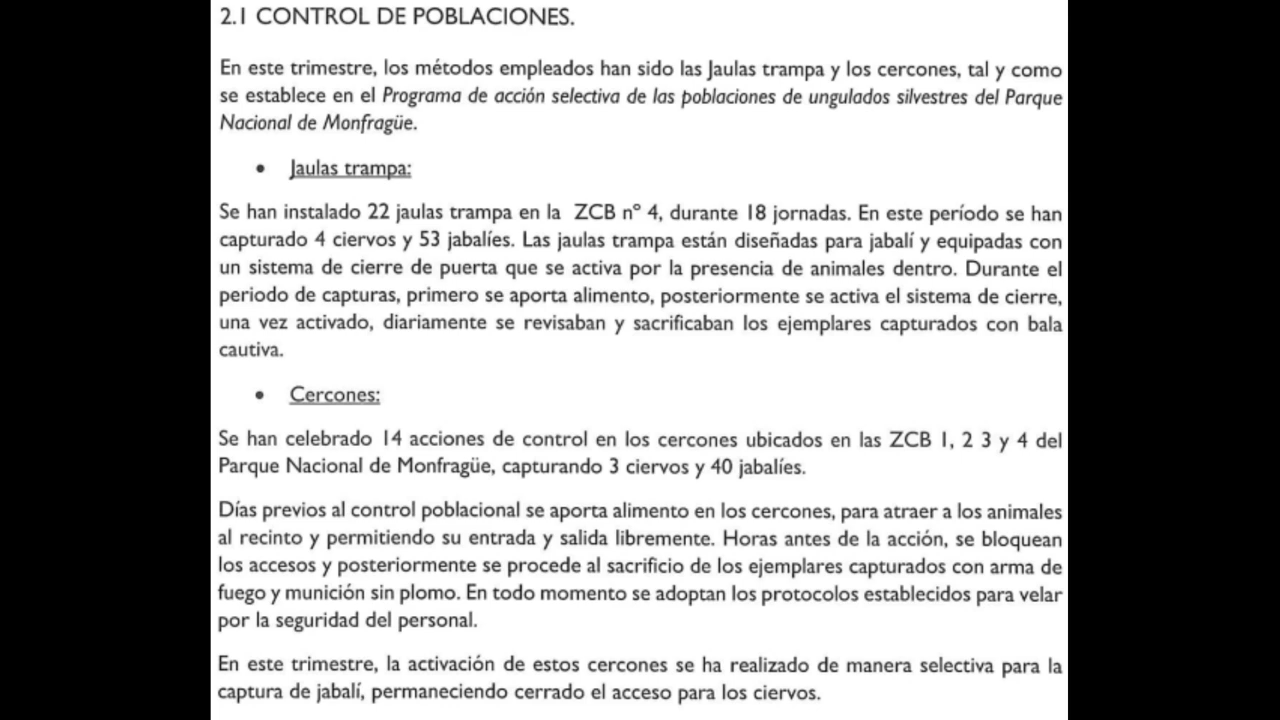 2.1 CONTROL DE POBLACIONES.
En este trimestre, los métodos empleados han sido las Jaulas trampa y los cercones, tal y como
se establece en el Programa de acción selectiva de las poblaciones de ungulados silvestres del Parque
Nacional de Monfragüe.
• Jaulas trampa:
Se han instalado 22 jaulas trampa en la ZCB nº 4, durante 18 jornadas. En este período se han
capturado 4 ciervos y 53 jabalíes. Las jaulas trampa están diseñadas para jabalí y equipadas con
un sistema de cierre de puerta que se activa por la presencia de animales dentro. Durante el
periodo de capturas, primero se aporta alimento, posteriormente se activa el sistema de cierre,
una vez activado, diariamente se revisaban y sacrificaban los ejemplares capturados con bala
cautiva.
• Cercones:
Se han celebrado 14 acciones de control en los cercones ubicados en las ZCB 1, 2 3 y 4 del
Parque Nacional de Monfragüe, capturando 3 ciervos y 40 jabalíes.
Días previos al control poblacional se aporta alimento en los cercones, para atraer a los animales
al recinto y permitiendo su entrada y salida libremente. Horas antes de la acción, se bloquean
los accesos y posteriormente se procede al sacrificio de los ejemplares capturados con arma de
fuego y munición sin plomo. En todo momento se adoptan los protocolos establecidos para velar
por la seguridad del personal.
En este trimestre, la activación de estos cercones se ha realizado de manera selectiva para la
captura de jabalí, permaneciendo cerrado el acceso para los ciervos.